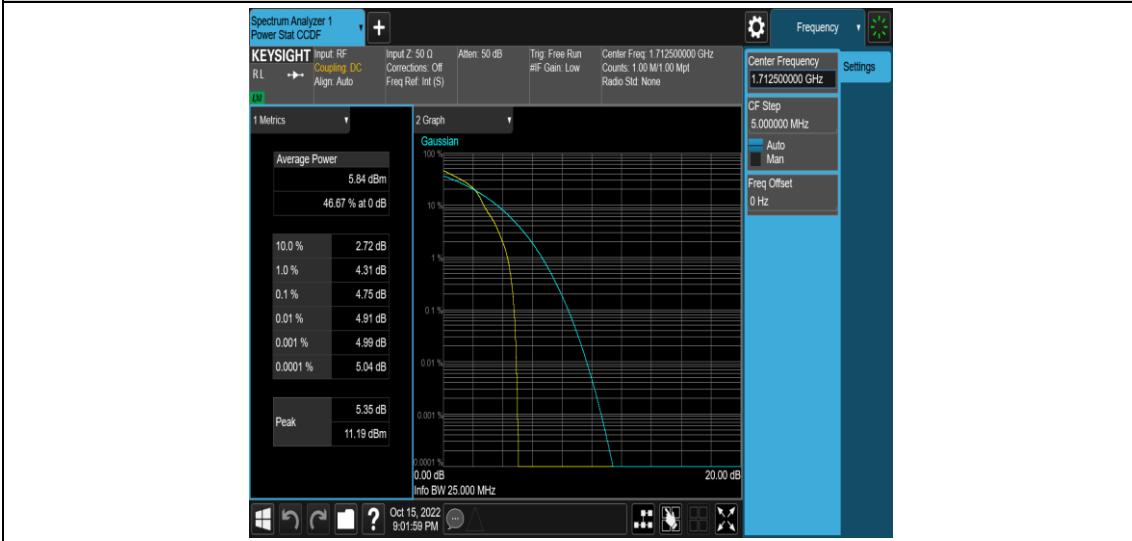 Spectrum Analyzer 1
Power Stat CCDF
+
Frequency
KEYSIGHT
R L
LM
Input: RF
Coupling: DC
Align: Auto
Input Z: 50 Ω
Corrections: Off
Freq Ref: Int (S)
Atten: 50 dB
Trig: Free Run
#IF Gain: Low
Center Freq: 1.712500000 GHz
Counts: 1.00 M/1.00 Mpt
Radio Std: None
Center Frequency
1.712500000 GHz
Settings
CF Step
5.000000 MHz
Auto
Man
Freq Offset
0 Hz
1 Metrics
Average Power
5.84 dBm
46.67 % at 0 dB
10.0 % 2.72 dB
1.0 % 4.31 dB
0.1 % 4.75 dB
0.01 % 4.91 dB
0.001 % 4.99 dB
0.0001 % 5.04 dB
Peak 5.35 dB
11.19 dBm
2 Graph
Gaussian
100 %
10 %
1 %
0.1 %
0.01 %
0.001 %
0.0001 %
0.00 dB 20.00 dB
Info BW 25.000 MHz
?
Oct 15, 2022
9:01:59 PM